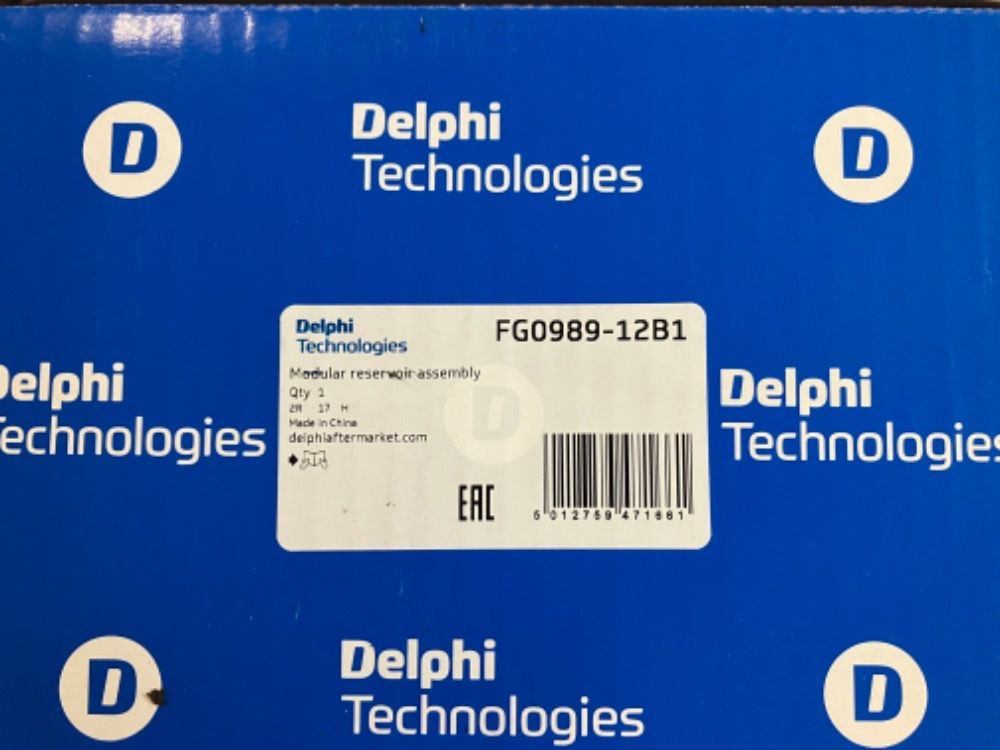 D
Delphi
Technologies
D
Delphi
Technologies
FG0989-12B1
Modular reservoir assembly
Qty 1
2R 17 H
Made in China
delphiaftermarket.com
D
EAC
5 012759 471661
Delphi
Technologies
Delphi
Technologies
D
Delphi
Technologies
D